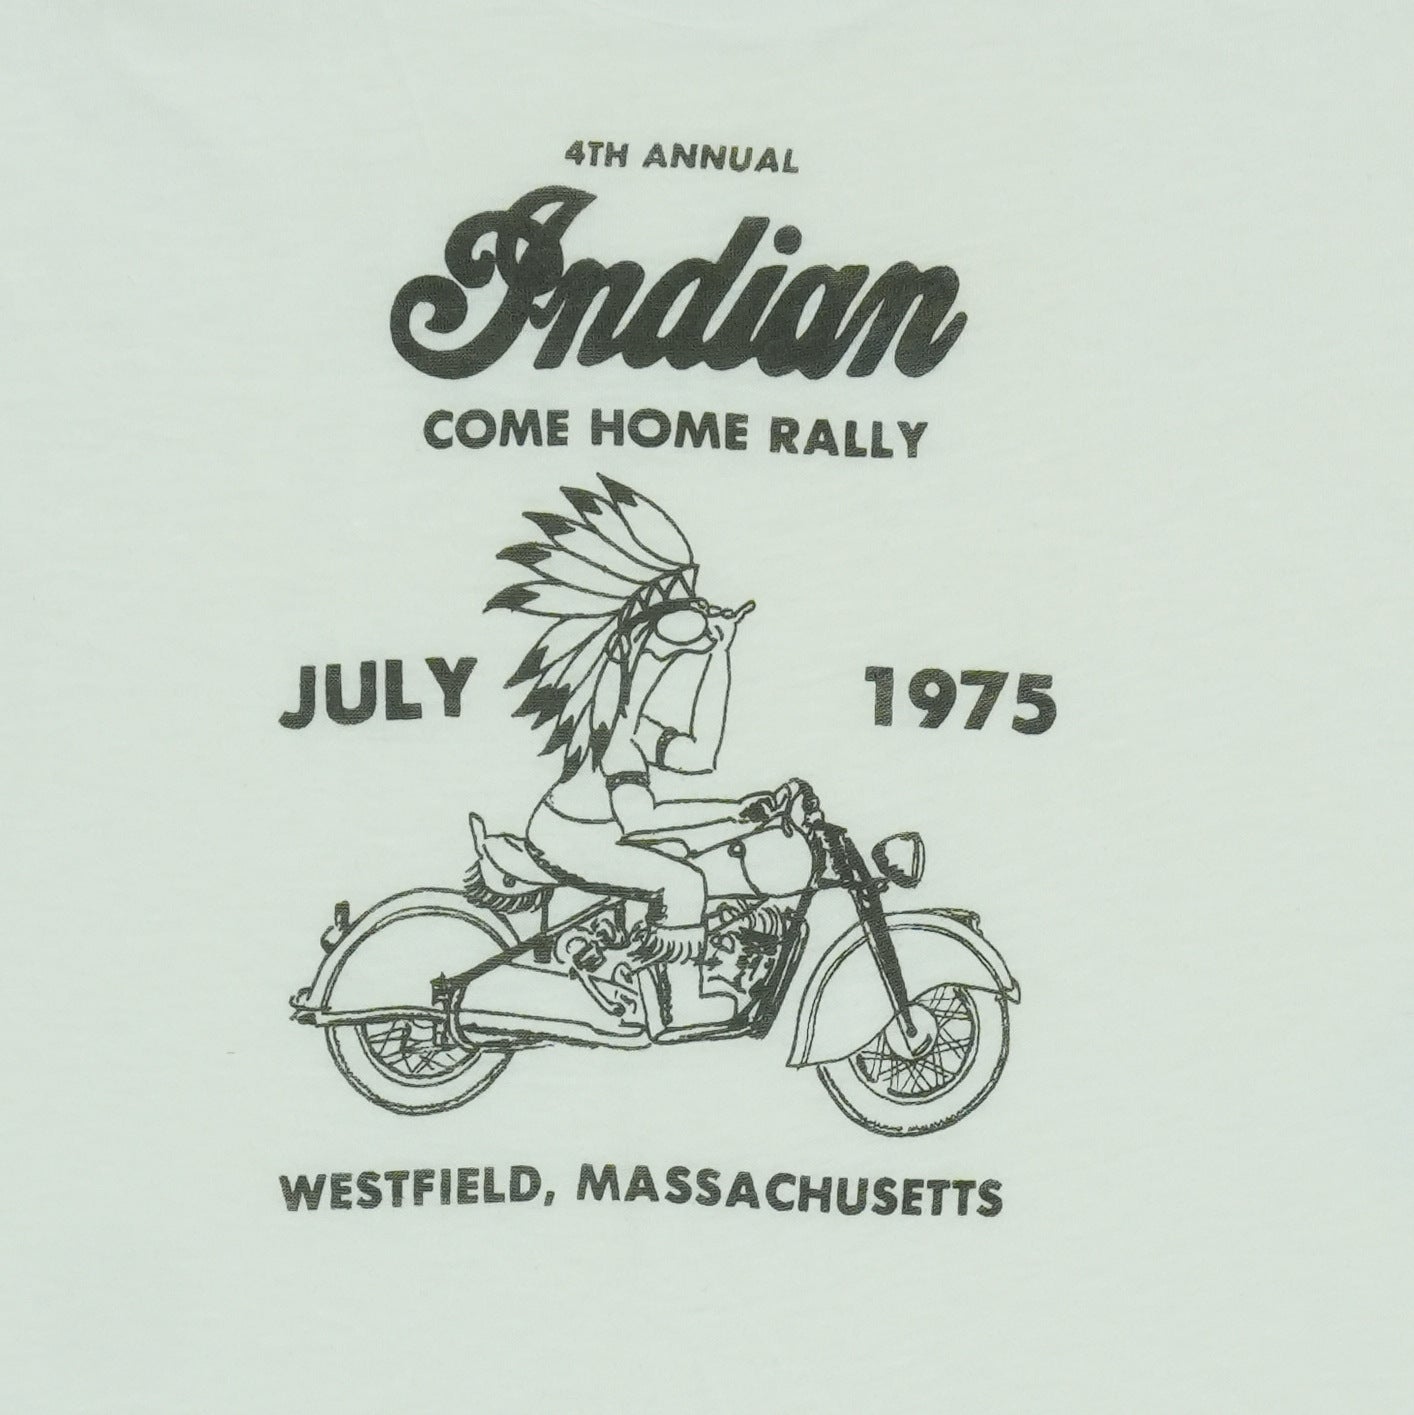 4TH ANNUAL
Indian
COME HOME RALLY
JULY 1975
WESTFIELD, MASSACHUSETTS